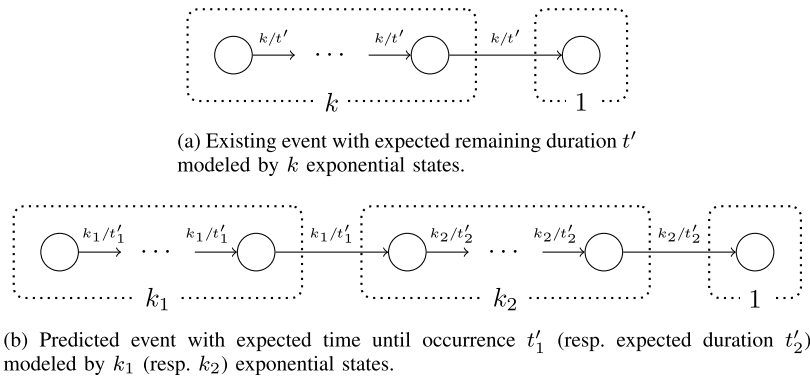 k/t′ ··· k/t′ k/t′
k 1
(a) Existing event with expected remaining duration t′
modeled by k exponential states.
k₁/t′₁ ··· k₁/t′₁ k₁/t′₁ k₂/t′₂ ··· k₂/t′₂ k₂/t′₂
k₁ k₂ 1
(b) Predicted event with expected time until occurrence t′₁ (resp. expected duration t′₂)
modeled by k₁ (resp. k₂) exponential states.